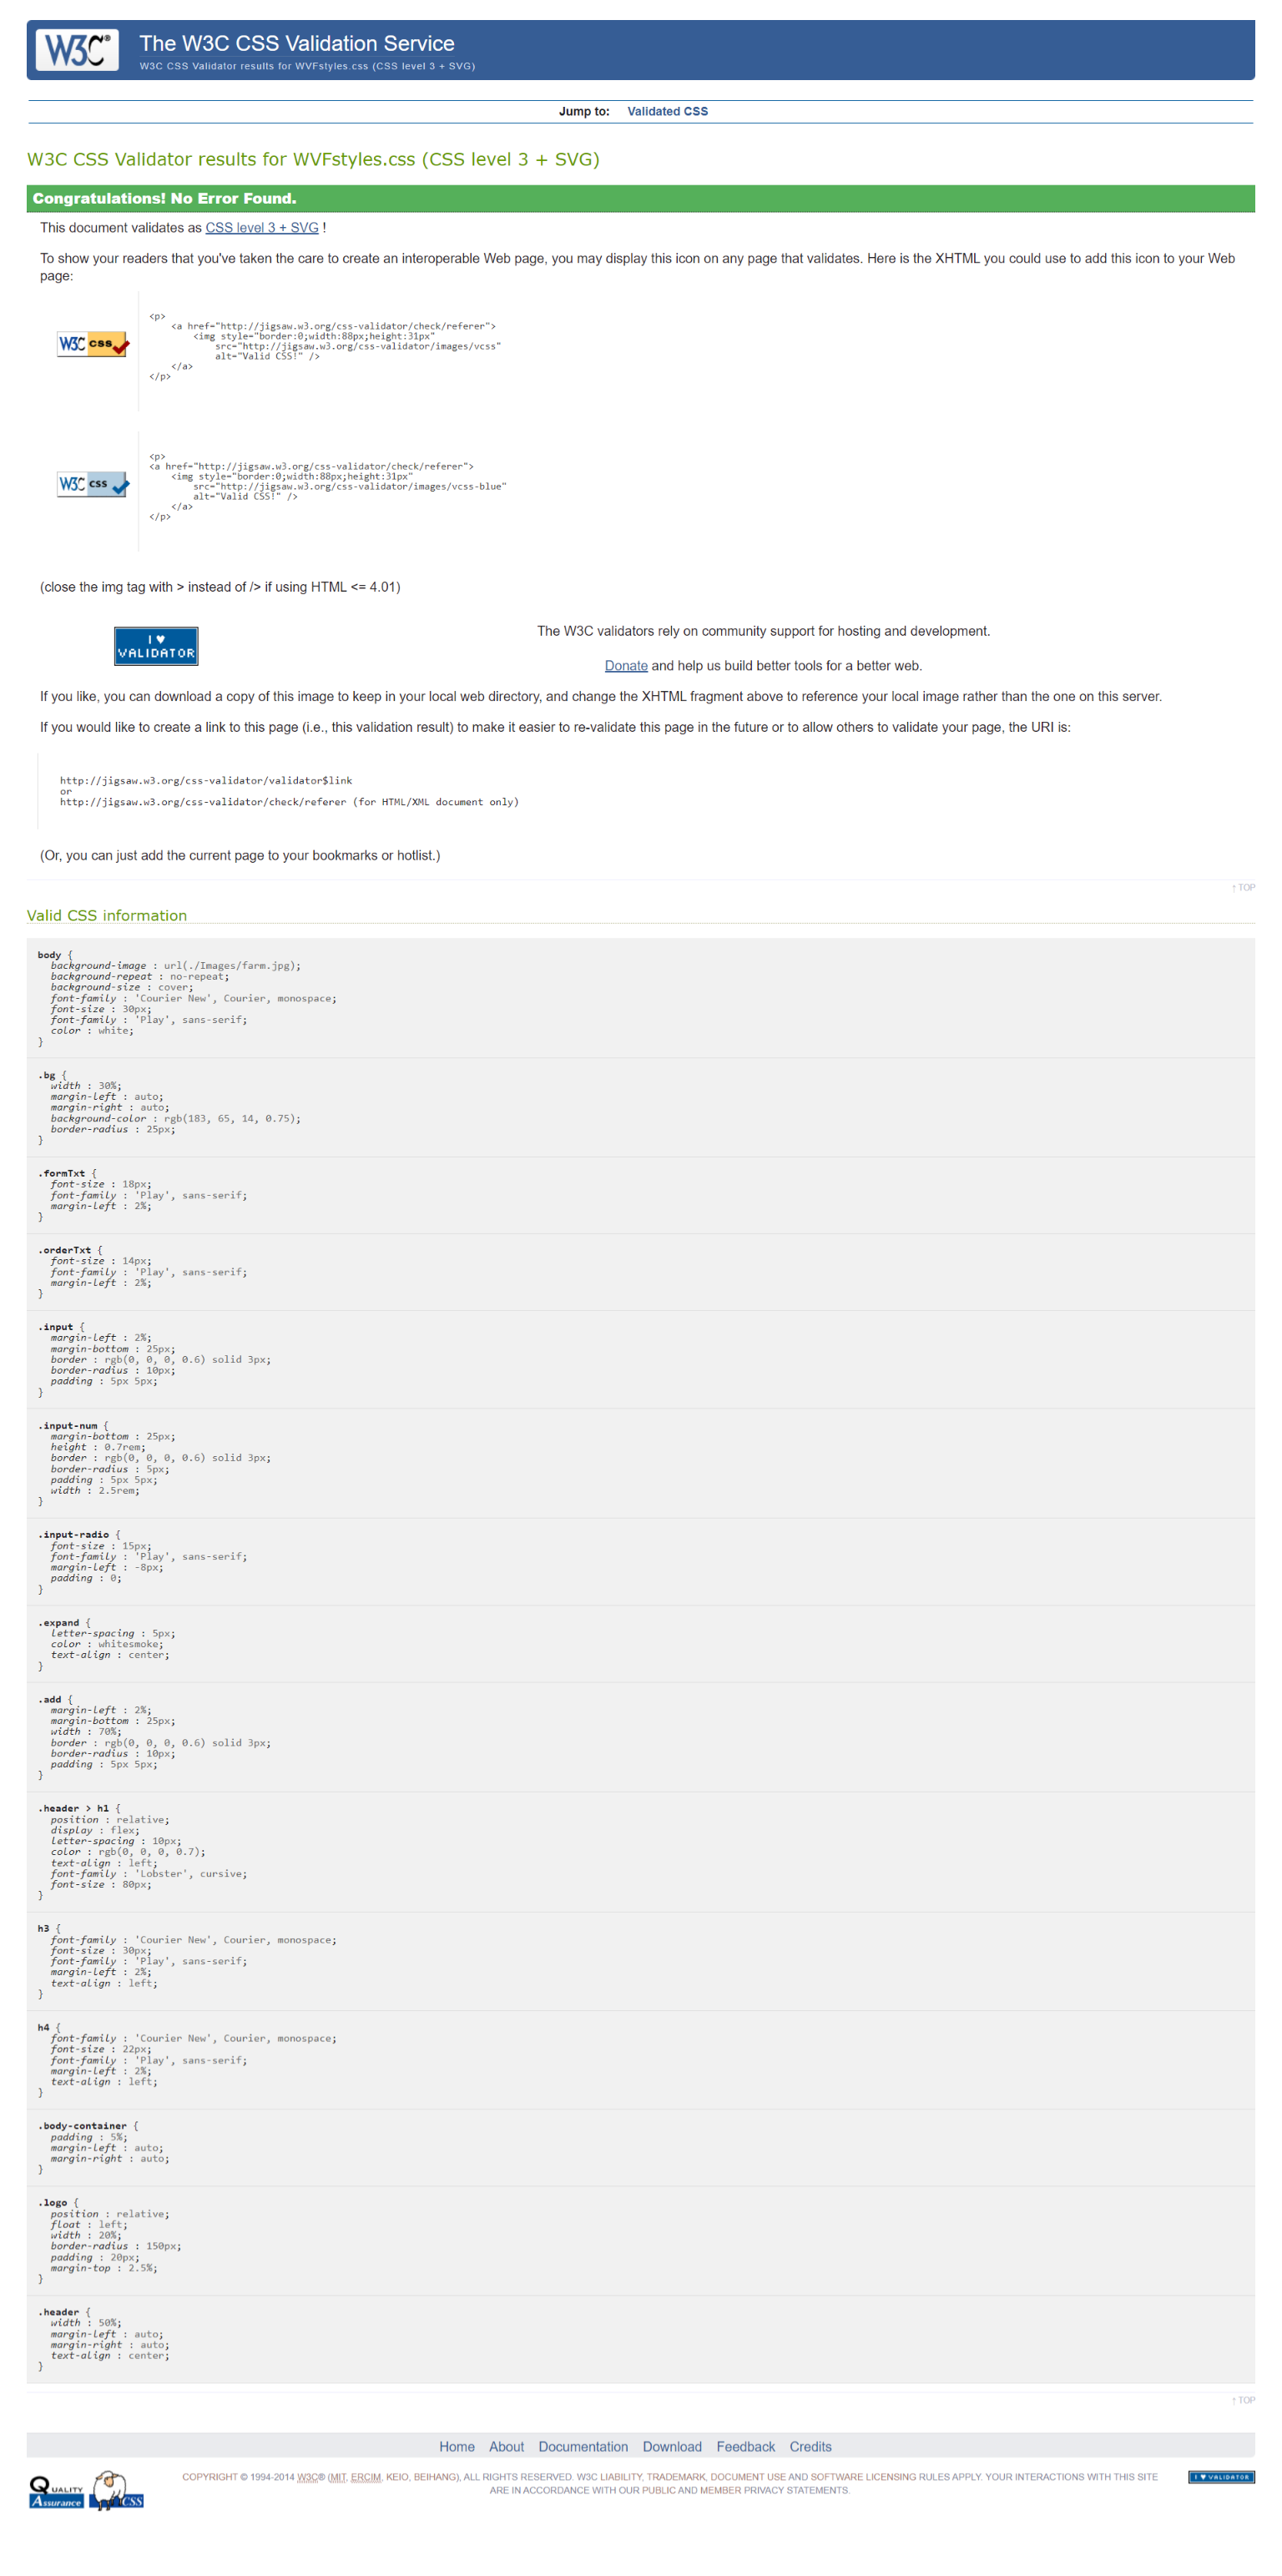 W3C®
The W3C CSS Validation Service
W3C CSS Validator results for WVFstyles.css (CSS level 3 + SVG)
Jump to: Validated CSS
W3C CSS Validator results for WVFstyles.css (CSS level 3 + SVG)
Congratulations! No Error Found.
This document validates as CSS level 3 + SVG !
To show your readers that you've taken the care to create an interoperable Web page, you may display this icon on any page that validates. Here is the XHTML you could use to add this icon to your Web
page:
W3C css
<p>
<a href="http://jigsaw.w3.org/css-validator/check/referer">
<img style="border:0;width:88px;height:31px"
src="http://jigsaw.w3.org/css-validator/images/vcss"
alt="Valid CSS!" />
</a>
</p>
W3C css
<p>
<a href="http://jigsaw.w3.org/css-validator/check/referer">
<img style="border:0;width:88px;height:31px"
src="http://jigsaw.w3.org/css-validator/images/vcss-blue"
alt="Valid CSS!" />
</a>
</p>
(close the img tag with > instead of /> if using HTML <= 4.01)
I ♥
VALIDATOR
The W3C validators rely on community support for hosting and development.
Donate and help us build better tools for a better web.
If you like, you can download a copy of this image to keep in your local web directory, and change the XHTML fragment above to reference your local image rather than the one on this server.
If you would like to create a link to this page (i.e., this validation result) to make it easier to re-validate this page in the future or to allow others to validate your page, the URI is:
http://jigsaw.w3.org/css-validator/validator$link
or
http://jigsaw.w3.org/css-validator/check/referer (for HTML/XML document only)
(Or, you can just add the current page to your bookmarks or hotlist.)
↑ TOP
Valid CSS information
body {
background-image : url(./Images/farm.jpg);
background-repeat : no-repeat;
background-size : cover;
font-family : 'Courier New', Courier, monospace;
font-size : 30px;
font-family : 'Play', sans-serif;
color : white;
}
.bg {
width : 30%;
margin-left : auto;
margin-right : auto;
background-color : rgb(183, 65, 14, 0.75);
border-radius : 25px;
}
.formTxt {
font-size : 18px;
font-family : 'Play', sans-serif;
margin-left : 2%;
}
.orderTxt {
font-size : 14px;
font-family : 'Play', sans-serif;
margin-left : 2%;
}
.input {
margin-left : 2%;
margin-bottom : 25px;
border : rgb(0, 0, 0, 0.6) solid 3px;
border-radius : 10px;
padding : 5px 5px;
}
.input-num {
margin-bottom : 25px;
height : 0.7rem;
border : rgb(0, 0, 0, 0.6) solid 3px;
border-radius : 5px;
padding : 5px 5px;
width : 2.5rem;
}
.input-radio {
font-size : 15px;
font-family : 'Play', sans-serif;
margin-left : -8px;
padding : 0;
}
.expand {
letter-spacing : 5px;
color : whitesmoke;
text-align : center;
}
.add {
margin-left : 2%;
margin-bottom : 25px;
width : 70%;
border : rgb(0, 0, 0, 0.6) solid 3px;
border-radius : 10px;
padding : 5px 5px;
}
.header > h1 {
position : relative;
display : flex;
letter-spacing : 10px;
color : rgb(0, 0, 0, 0.7);
text-align : left;
font-family : 'Lobster', cursive;
font-size : 80px;
}
h3 {
font-family : 'Courier New', Courier, monospace;
font-size : 30px;
font-family : 'Play', sans-serif;
margin-left : 2%;
text-align : left;
}
h4 {
font-family : 'Courier New', Courier, monospace;
font-size : 22px;
font-family : 'Play', sans-serif;
margin-left : 2%;
text-align : left;
}
.body-container {
padding : 5%;
margin-left : auto;
margin-right : auto;
}
.logo {
position : relative;
float : left;
width : 20%;
border-radius : 150px;
padding : 20px;
margin-top : 2.5%;
}
.header {
width : 50%;
margin-left : auto;
margin-right : auto;
text-align : center;
}
↑ TOP
Home About Documentation Download Feedback Credits
QUALITY
Assurance
CSS
COPYRIGHT © 1994-2014 W3C® (MIT, ERCIM, KEIO, BEIHANG), ALL RIGHTS RESERVED. W3C LIABILITY, TRADEMARK, DOCUMENT USE AND SOFTWARE LICENSING RULES APPLY. YOUR INTERACTIONS WITH THIS SITE
ARE IN ACCORDANCE WITH OUR PUBLIC AND MEMBER PRIVACY STATEMENTS.
I ♥ VALIDATOR